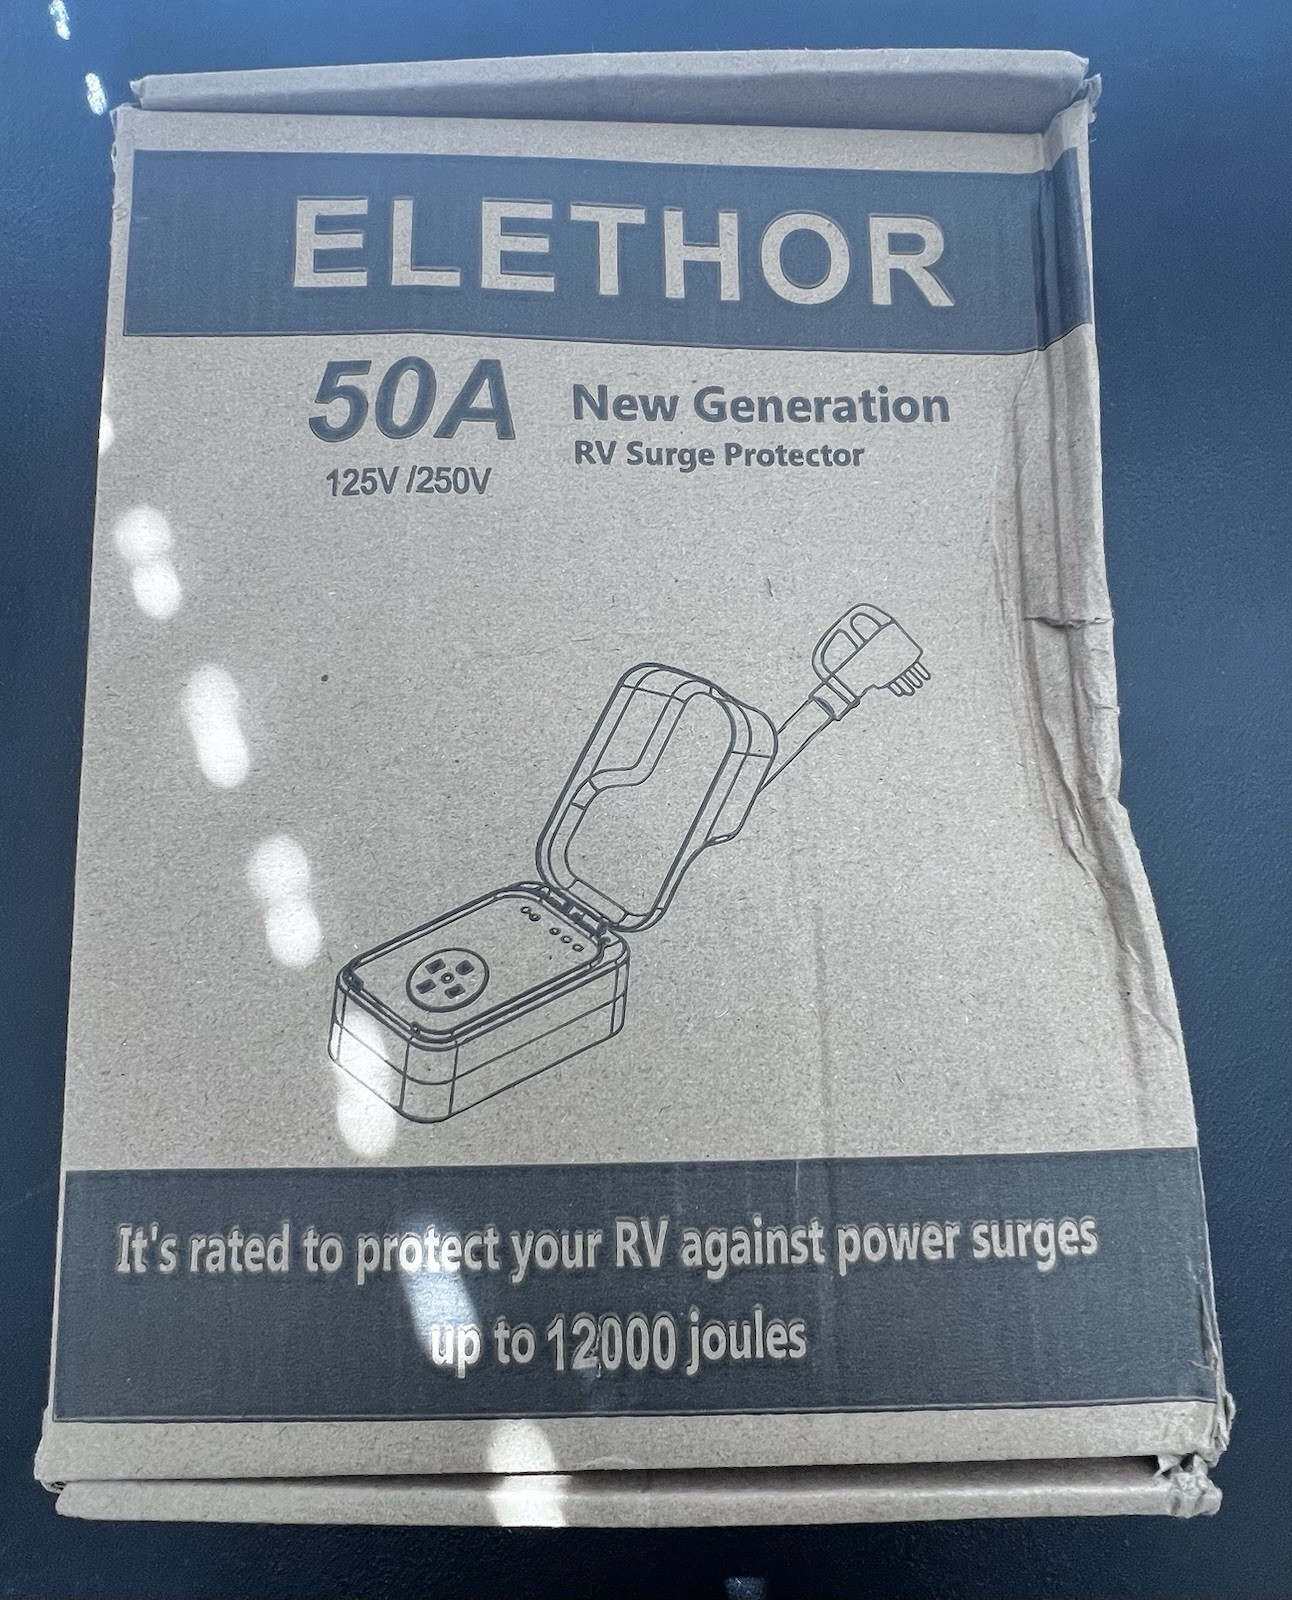 ELETHOR
50A
125V /250V
New Generation
RV Surge Protector
It's rated to protect your RV against power surges
up to 12000 joules